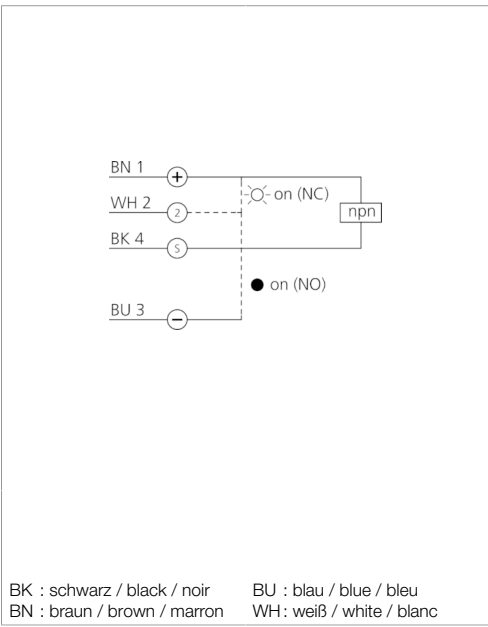 BN 1
+
on (NC)
WH 2
2
npn
BK 4
S
on (NO)
BU 3
−
BK : schwarz / black / noir
BU : blau / blue / bleu
BN : braun / brown / marron
WH : weiß / white / blanc